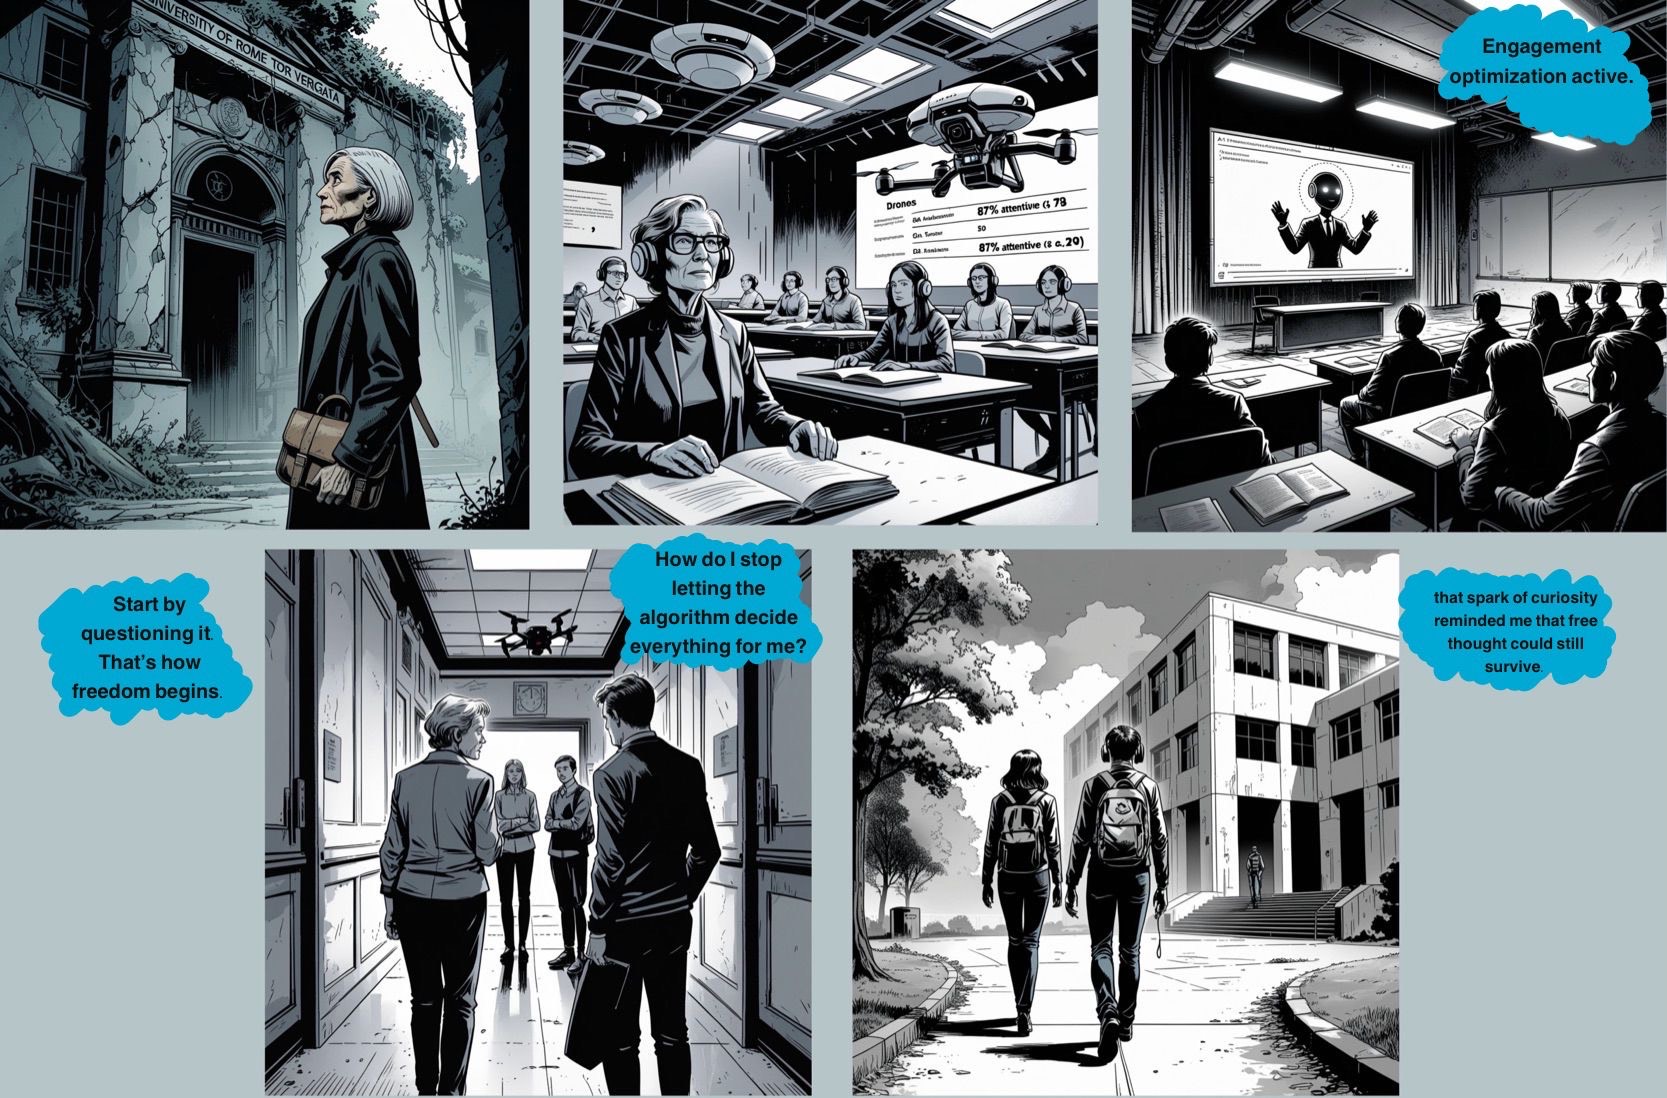 UNIVERSITY OF ROME TOR VERGATA
Engagement
optimization active.
Drones
87% attentive
87% attentive
How do I stop
letting the
algorithm decide
everything for me?
Start by
questioning it.
That's how
freedom begins.
that spark of curiosity
reminded me that free
thought could still
survive.